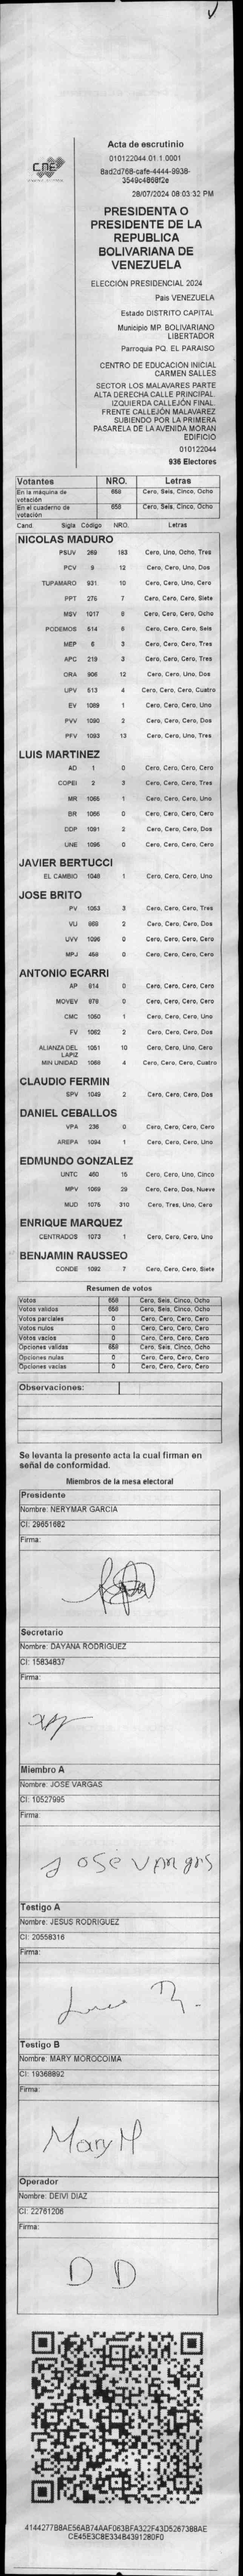 CNE
Acta de escrutinio
010122044 01.1.0001
8ad2d768-cafe-4444-9938-
3549c4868f2e
28/07/2024 08:03:32 PM
PRESIDENTA O
PRESIDENTE DE LA
REPUBLICA
BOLIVARIANA DE
VENEZUELA
ELECCIÓN PRESIDENCIAL 2024
Pais VENEZUELA
Estado DISTRITO CAPITAL
Municipio MP. BOLIVARIANO
LIBERTADOR
Parroquia PQ. EL PARAISO
CENTRO DE EDUCACIÓN INICIAL
CARMEN SALLES
SECTOR LOS MALAVARES PARTE
ALTA DERECHA CALLE PRINCIPAL.
IZQUIERDA CALLEJÓN FINAL.
FRENTE CALLEJÓN MALAVAREZ
SUBIENDO POR LA PRIMERA
PASARELA DE LA AVENIDA MORAN
EDIFICIO
010122044
936 Electores
Votantes NRO. Letras
En la máquina de votación 658 Cero, Seis, Cinco, Ocho
En el cuaderno de votación 658 Cero, Seis, Cinco, Ocho
Cand. Sigla Código NRO. Letras
NICOLAS MADURO
PSUV 269 183 Cero, Uno, Ocho, Tres
PCV 9 12 Cero, Cero, Uno, Dos
TUPAMARO 931 10 Cero, Cero, Uno, Cero
PPT 276 7 Cero, Cero, Cero, Siete
MSV 1017 8 Cero, Cero, Cero, Ocho
PODEMOS 514 6 Cero, Cero, Cero, Seis
MEP 6 3 Cero, Cero, Cero, Tres
APC 219 3 Cero, Cero, Cero, Tres
ORA 906 12 Cero, Cero, Uno, Dos
UPV 513 4 Cero, Cero, Cero, Cuatro
EV 1089 1 Cero, Cero, Cero, Uno
PVV 1090 2 Cero, Cero, Cero, Dos
PFV 1093 13 Cero, Cero, Uno, Tres
LUIS MARTINEZ
AD 1 0 Cero, Cero, Cero, Cero
COPEI 2 3 Cero, Cero, Cero, Tres
MR 1065 1 Cero, Cero, Cero, Uno
BR 1066 0 Cero, Cero, Cero, Cero
DDP 1091 2 Cero, Cero, Cero, Dos
UNE 1096 0 Cero, Cero, Cero, Cero
JAVIER BERTUCCI
EL CAMBIO 1048 1 Cero, Cero, Cero, Uno
JOSE BRITO
PV 1053 3 Cero, Cero, Cero, Tres
VU 969 2 Cero, Cero, Cero, Dos
UVV 1098 0 Cero, Cero, Cero, Cero
MPJ 459 0 Cero, Cero, Cero, Cero
ANTONIO ECARRI
AP 914 0 Cero, Cero, Cero, Cero
MOVEV 979 0 Cero, Cero, Cero, Cero
CMC 1050 1 Cero, Cero, Cero, Uno
FV 1062 2 Cero, Cero, Cero, Dos
ALIANZA DEL LAPIZ 1051 10 Cero, Cero, Uno, Cero
MIN UNIDAD 1068 4 Cero, Cero, Cero, Cuatro
CLAUDIO FERMIN
SPV 1049 2 Cero, Cero, Cero, Dos
DANIEL CEBALLOS
VPA 236 0 Cero, Cero, Cero, Cero
AREPA 1094 1 Cero, Cero, Cero, Uno
EDMUNDO GONZALEZ
UNTC 460 15 Cero, Cero, Uno, Cinco
MPV 1069 29 Cero, Cero, Dos, Nueve
MUD 1075 310 Cero, Tres, Uno, Cero
ENRIQUE MARQUEZ
CENTRADOS 1073 1 Cero, Cero, Cero, Uno
BENJAMIN RAUSSEO
CONDE 1092 7 Cero, Cero, Cero, Siete
Resumen de votos
Votos 658 Cero, Seis, Cinco, Ocho
Votos validos 658 Cero, Seis, Cinco, Ocho
Votos parciales 0 Cero, Cero, Cero, Cero
Votos nulos 0 Cero, Cero, Cero, Cero
Votos vacios 0 Cero, Cero, Cero, Cero
Opciones validas 658 Cero, Seis, Cinco, Ocho
Opciones nulas 0 Cero, Cero, Cero, Cero
Opciones vacias 0 Cero, Cero, Cero, Cero
Observaciones:
Se levanta la presente acta la cual firman en
señal de conformidad.
Miembros de la mesa electoral
Presidente
Nombre: NERYMAR GARCIA
CI: 29651682
Firma:
Secretario
Nombre: DAYANA RODRIGUEZ
CI: 15834837
Firma:
Miembro A
Nombre: JOSE VARGAS
CI: 10527995
Firma:
José Vargas
Testigo A
Nombre: JESUS RODRIGUEZ
CI: 20558316
Firma:
Testigo B
Nombre: MARY MOROCOIMA
CI: 19368892
Firma:
Mary M
Operador
Nombre: DEIVI DIAZ
CI: 22761206
Firma:
D D
4144277B8AE56AB74AAF063BFA322F43D5267388AE
CE45E3C8E334B4391280F0